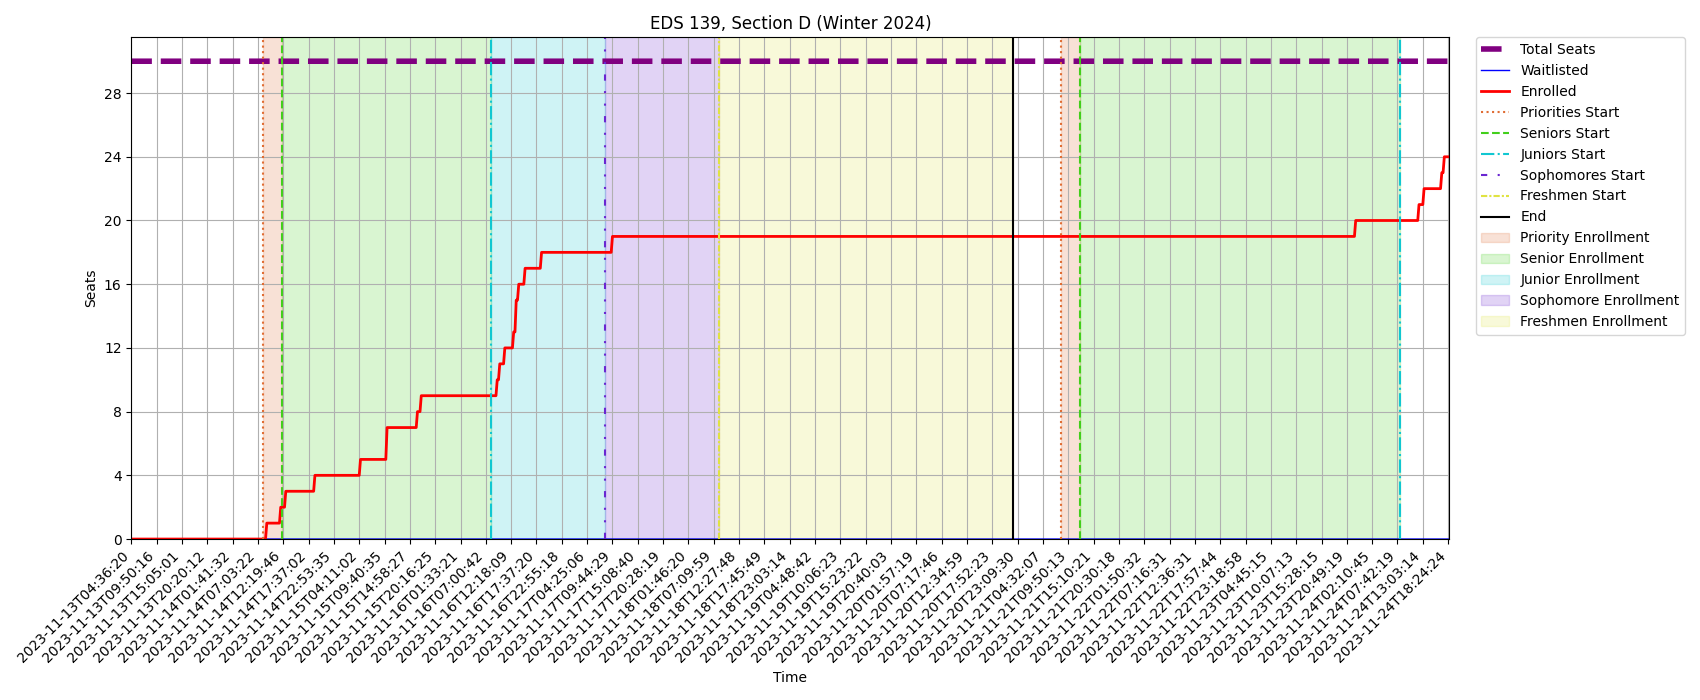 EDS 139, Section D (Winter 2024)
Total Seats
Waitlisted
Enrolled
Priorities Start
Seniors Start
Juniors Start
Sophomores Start
Freshmen Start
End
Priority Enrollment
Senior Enrollment
Junior Enrollment
Sophomore Enrollment
Freshmen Enrollment
Seats
28
24
20
16
12
8
4
0
2023-11-13T04:36:20
2023-11-13T09:50:16
2023-11-13T15:05:01
2023-11-13T20:20:12
2023-11-14T01:41:32
2023-11-14T07:03:22
2023-11-14T12:19:46
2023-11-14T17:37:02
2023-11-14T22:53:35
2023-11-15T04:11:02
2023-11-15T09:40:35
2023-11-15T14:58:27
2023-11-15T20:16:25
2023-11-16T01:33:21
2023-11-16T07:00:42
2023-11-16T12:18:09
2023-11-16T17:37:20
2023-11-16T22:55:18
2023-11-17T04:25:06
2023-11-17T09:44:29
2023-11-17T15:08:40
2023-11-17T20:28:19
2023-11-18T01:46:20
2023-11-18T07:09:59
2023-11-18T12:27:48
2023-11-18T17:45:49
2023-11-18T23:03:14
2023-11-19T04:48:42
2023-11-19T10:06:23
2023-11-19T15:23:22
2023-11-19T20:40:03
2023-11-20T01:57:19
2023-11-20T07:17:46
2023-11-20T12:34:59
2023-11-20T17:52:23
2023-11-20T23:09:30
2023-11-21T04:32:07
2023-11-21T09:50:13
2023-11-21T15:10:21
2023-11-21T20:30:18
2023-11-22T01:50:32
2023-11-22T07:16:31
2023-11-22T12:36:31
2023-11-22T17:57:44
2023-11-22T23:18:58
2023-11-23T04:45:15
2023-11-23T10:07:13
2023-11-23T15:28:15
2023-11-23T20:49:19
2023-11-24T02:10:45
2023-11-24T07:42:19
2023-11-24T13:03:14
2023-11-24T18:24:24
Time